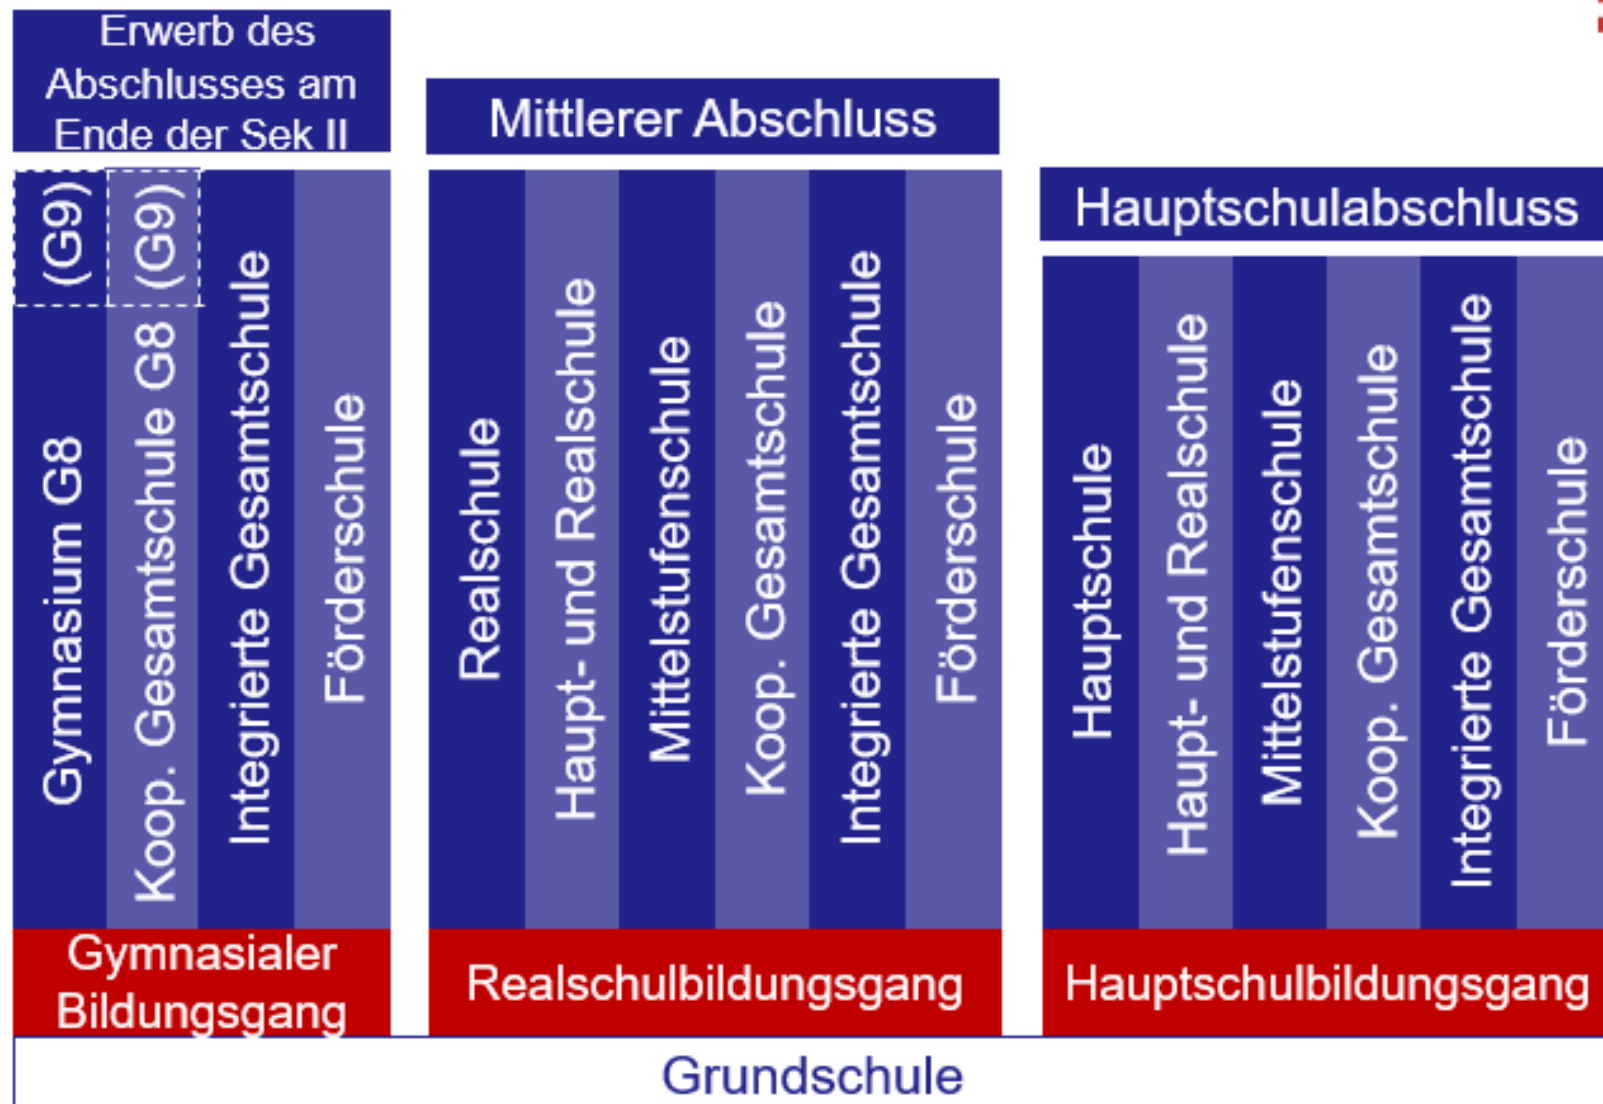 Erwerb des
Abschlusses am
Ende der Sek II
Mittlerer Abschluss
Hauptschulabschluss
Gymnasium G8 (G9)
Koop. Gesamtschule G8 (G9)
Integrierte Gesamtschule
Förderschule
Realschule
Haupt- und Realschule
Mittelstufenschule
Koop. Gesamtschule
Integrierte Gesamtschule
Förderschule
Hauptschule
Haupt- und Realschule
Mittelstufenschule
Koop. Gesamtschule
Integrierte Gesamtschule
Förderschule
Gymnasialer
Bildungsgang
Realschulbildungsgang
Hauptschulbildungsgang
Grundschule